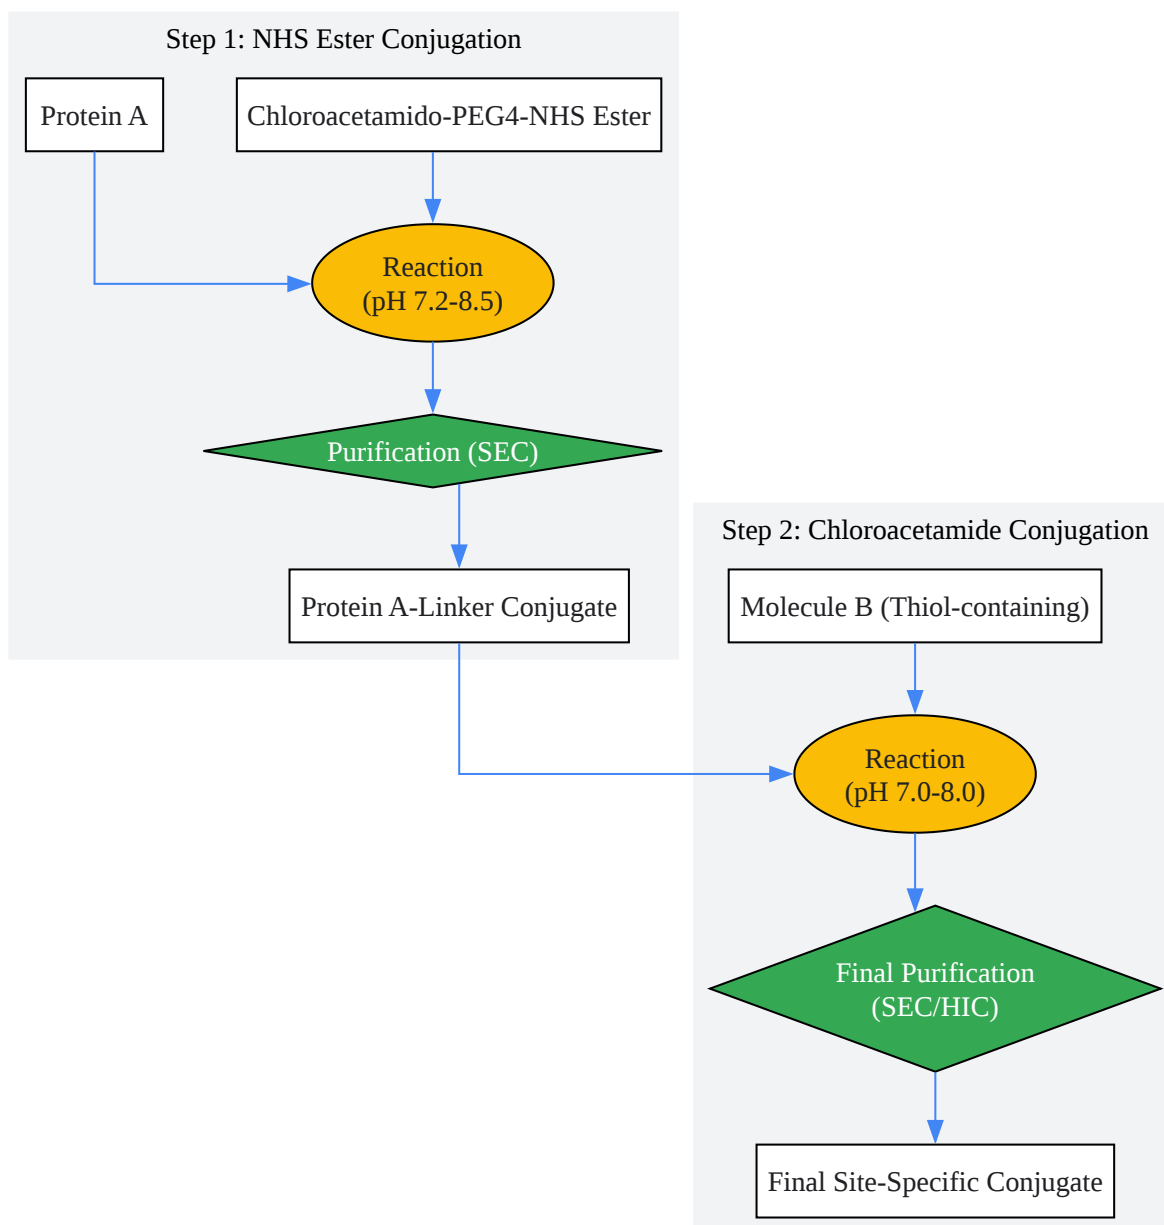 Step 1: NHS Ester Conjugation
Protein A
Chloroacetamido-PEG4-NHS Ester
Reaction
(pH 7.2-8.5)
Purification (SEC)
Protein A-Linker Conjugate
Step 2: Chloroacetamide Conjugation
Molecule B (Thiol-containing)
Reaction
(pH 7.0-8.0)
Final Purification
(SEC/HIC)
Final Site-Specific Conjugate